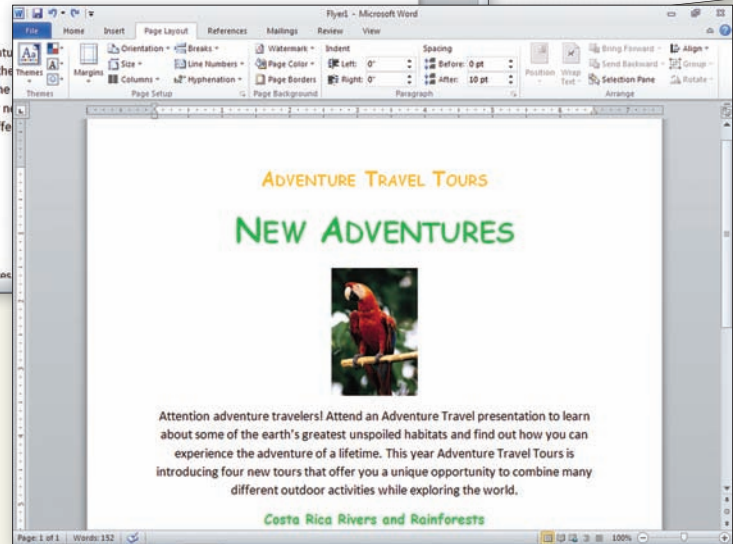 Flyer1 - Microsoft Word
File Home Insert Page Layout References Mailings Review View
Themes
Themes
Margins
Orientation
Size
Columns
Breaks
Line Numbers
Hyphenation
Page Setup
Watermark
Page Color
Page Borders
Page Background
Indent
Left: 0"
Right: 0"
Spacing
Before: 0 pt
After: 10 pt
Paragraph
Position
Wrap Text
Bring Forward
Send Backward
Selection Pane
Align
Group
Rotate
Arrange
Adventure Travel Tours
New Adventures
Attention adventure travelers! Attend an Adventure Travel presentation to learn
about some of the earth's greatest unspoiled habitats and find out how you can
experience the adventure of a lifetime. This year Adventure Travel Tours is
introducing four new tours that offer you a unique opportunity to combine many
different outdoor activities while exploring the world.
Costa Rica Rivers and Rainforests
Page: 1 of 1 Words: 152 100%